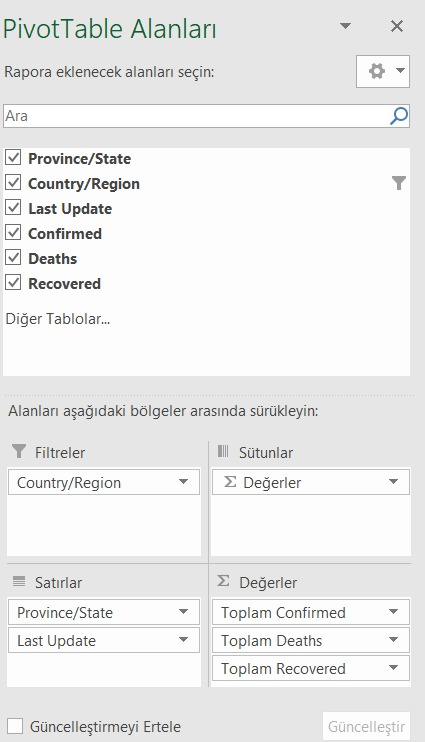 PivotTable Alanları
Rapora eklenecek alanları seçin:
Ara
Province/State
Country/Region
Last Update
Confirmed
Deaths
Recovered
Diğer Tablolar...
Alanları aşağıdaki bölgeler arasında sürükleyin:
Filtreler
Country/Region
Sütunlar
Σ Değerler
Satırlar
Province/State
Last Update
Σ Değerler
Toplam Confirmed
Toplam Deaths
Toplam Recovered
Güncelleştirmeyi Ertele
Güncelleştir